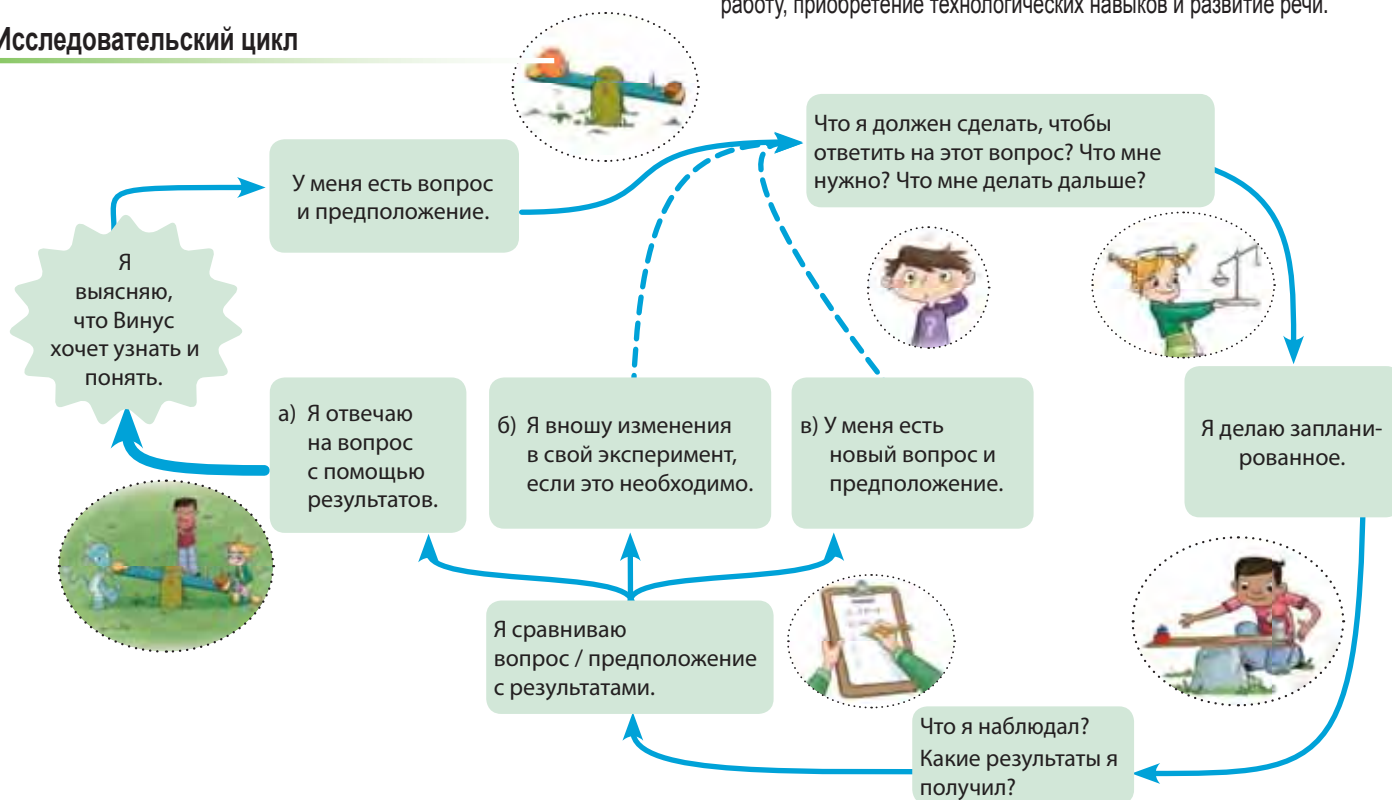 работу, приобретение технологических навыков и развитие речи.
Исследовательский цикл
Я
выясняю,
что Винус
хочет узнать и
понять.
У меня есть вопрос
и предположение.
Что я должен сделать, чтобы
ответить на этот вопрос? Что мне
нужно? Что мне делать дальше?
Я делаю заплани-
рованное.
Что я наблюдал?
Какие результаты я
получил?
Я сравниваю
вопрос / предположение
с результатами.
а) Я отвечаю
на вопрос
с помощью
результатов.
б) Я вношу изменения
в свой эксперимент,
если это необходимо.
в) У меня есть
новый вопрос и
предположение.